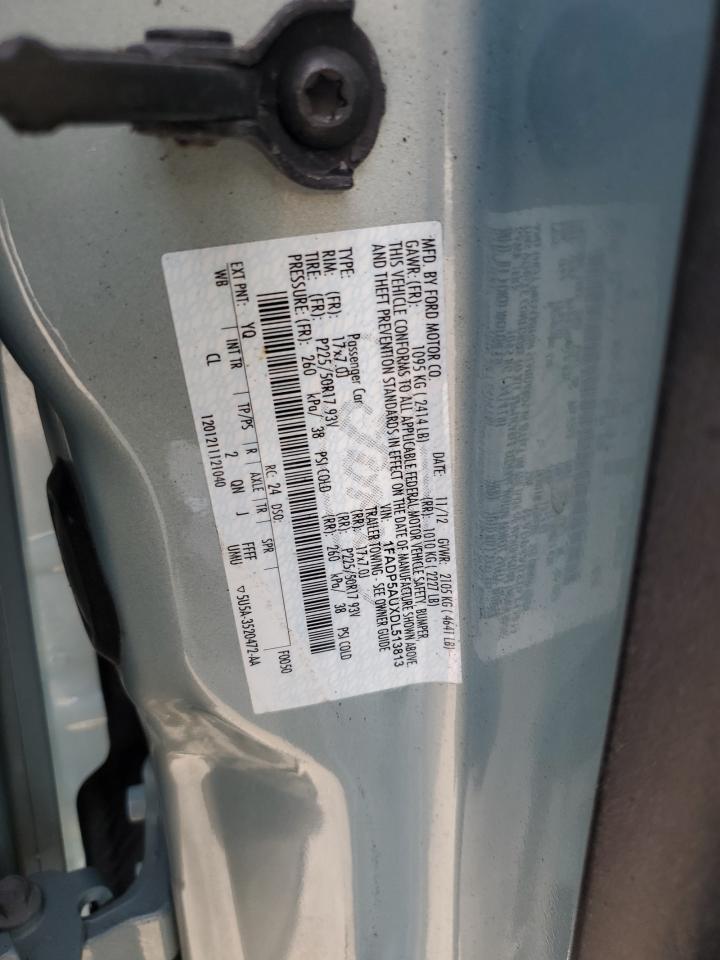 MFD. BY FORD MOTOR CO.
DATE: 11/12 GVWR: 2105 KG ( 4641 LB)
GAWR: (FR): 1095 KG ( 2414 LB) (RR): 1010 KG ( 2227 LB)
THIS VEHICLE CONFORMS TO ALL APPLICABLE FEDERAL MOTOR VEHICLE SAFETY, BUMPER,
AND THEFT PREVENTION STANDARDS IN EFFECT ON THE DATE OF MANUFACTURE SHOWN ABOVE.
VIN: 1FADP5AUXDL513813
TYPE: Passenger Car TRAILER TOWING - SEE OWNER GUIDE
RIM: (FR): 17x7.0J (RR): 17x7.0J
TIRE: (FR): P225/50R17 93V (RR): P225/50R17 93V
PRESSURE: (FR): 260 kPa/ 38 PSI COLD (RR): 260 kPa/ 38 PSI COLD
RC: 24 DSO: F0050
EXT PNT: YQ INT TR TP/PS R AXLE TR SPR
WB CL 2 QN J FFFF
1201211121040 UMU ▽ 5U5A-3520472-AA